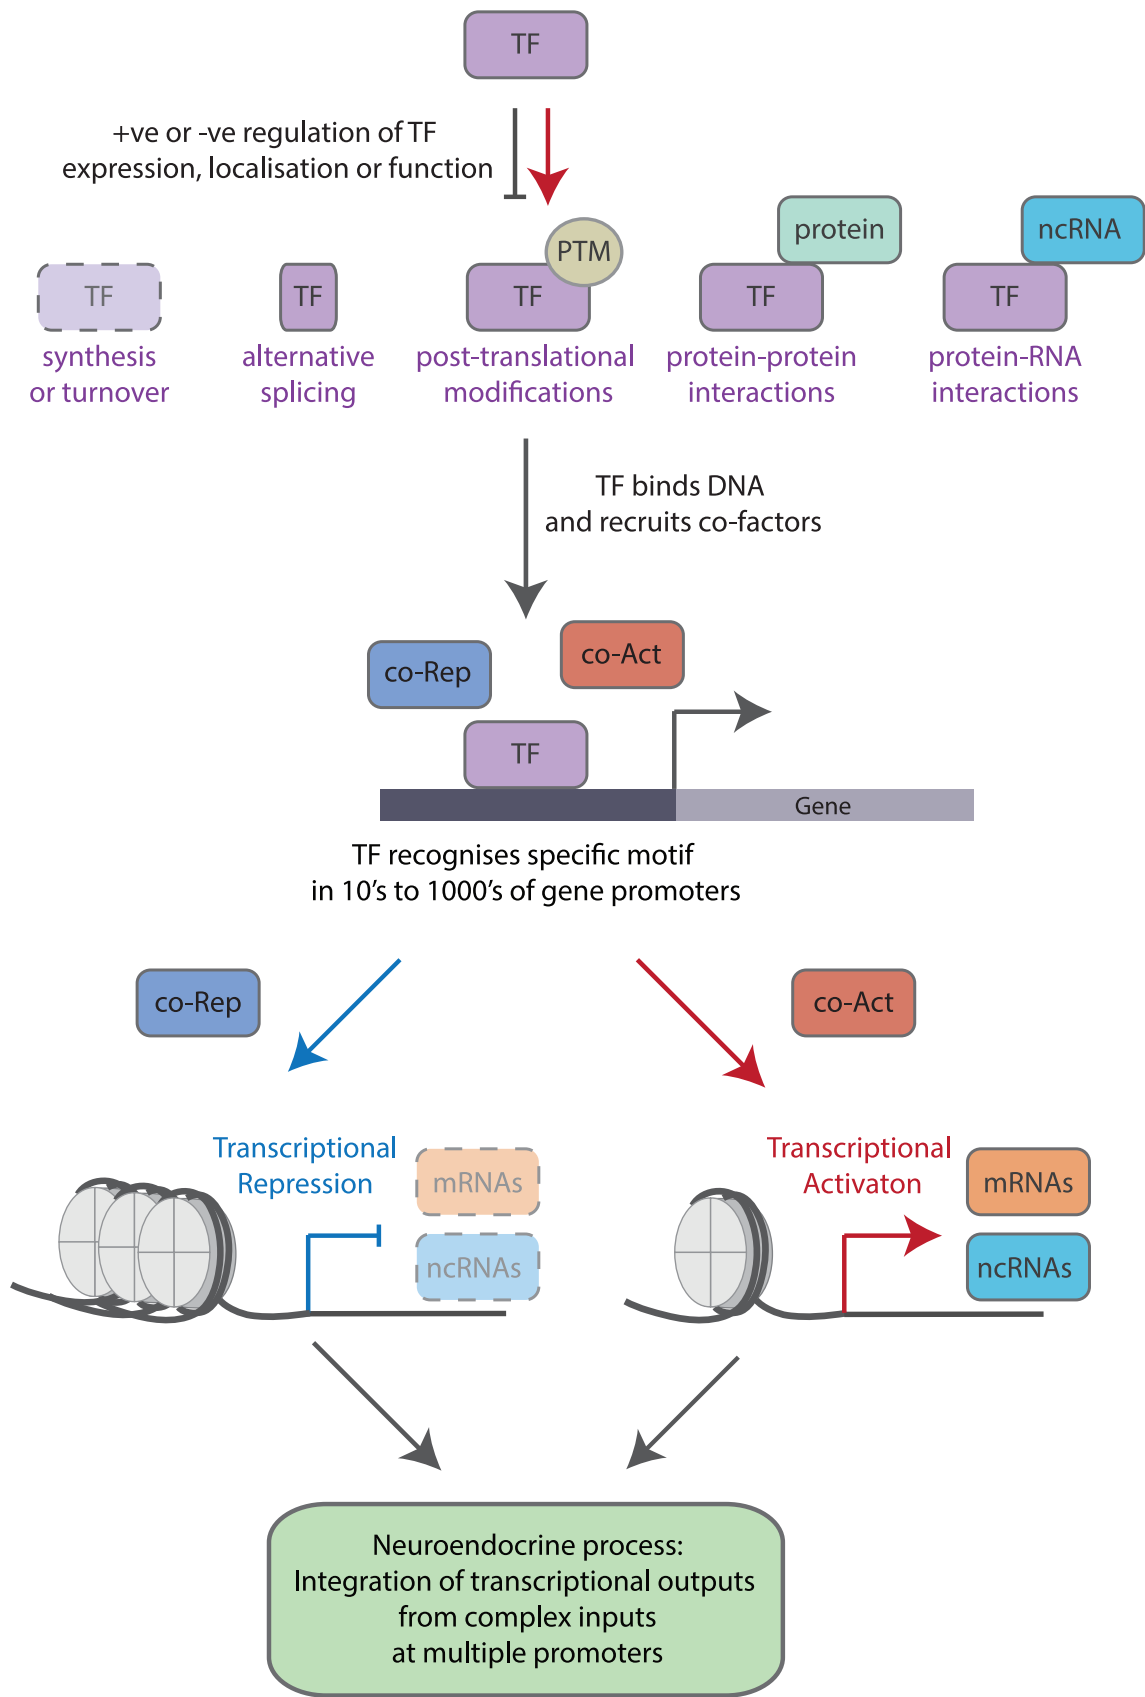 TF
+ve or -ve regulation of TF
expression, localisation or function
PTM
protein
ncRNA
TF
TF
TF
TF
TF
synthesis
or turnover
alternative
splicing
post-translational
modifications
protein-protein
interactions
protein-RNA
interactions
TF binds DNA
and recruits co-factors
co-Rep
co-Act
TF
Gene
TF recognises specific motif
in 10's to 1000's of gene promoters
co-Rep
co-Act
Transcriptional
Repression
mRNAs
ncRNAs
Transcriptional
Activaton
mRNAs
ncRNAs
Neuroendocrine process:
Integration of transcriptional outputs
from complex inputs
at multiple promoters